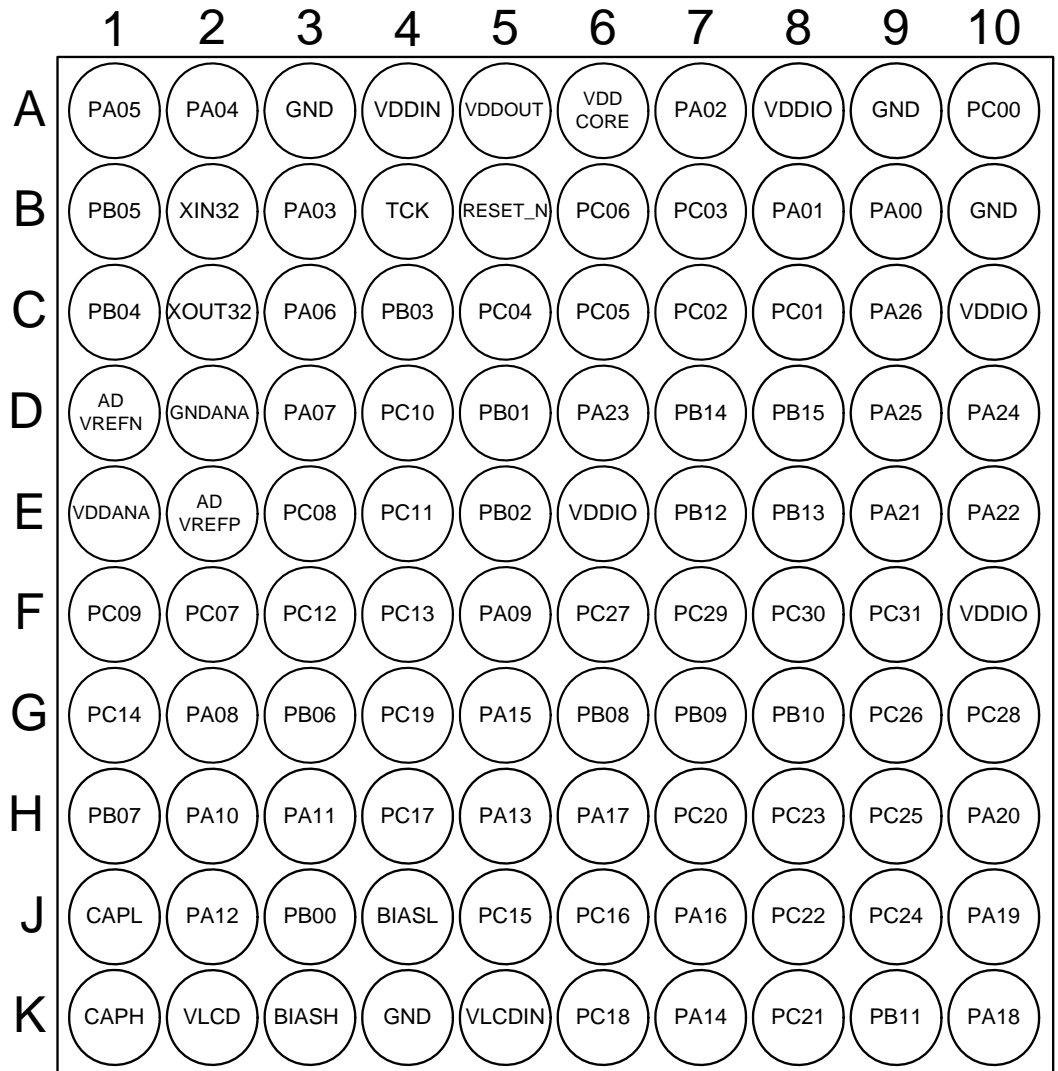 1 2 3 4 5 6 7 8 9 10
A PA05 PA04 GND VDDIN VDDOUT VDD CORE PA02 VDDIO GND PC00
B PB05 XIN32 PA03 TCK RESET_N PC06 PC03 PA01 PA00 GND
C PB04 XOUT32 PA06 PB03 PC04 PC05 PC02 PC01 PA26 VDDIO
D AD VREFN GNDANA PA07 PC10 PB01 PA23 PB14 PB15 PA25 PA24
E VDDANA AD VREFP PC08 PC11 PB02 VDDIO PB12 PB13 PA21 PA22
F PC09 PC07 PC12 PC13 PA09 PC27 PC29 PC30 PC31 VDDIO
G PC14 PA08 PB06 PC19 PA15 PB08 PB09 PB10 PC26 PC28
H PB07 PA10 PA11 PC17 PA13 PA17 PC20 PC23 PC25 PA20
J CAPL PA12 PB00 BIASL PC15 PC16 PA16 PC22 PC24 PA19
K CAPH VLCD BIASH GND VLCDIN PC18 PA14 PC21 PB11 PA18